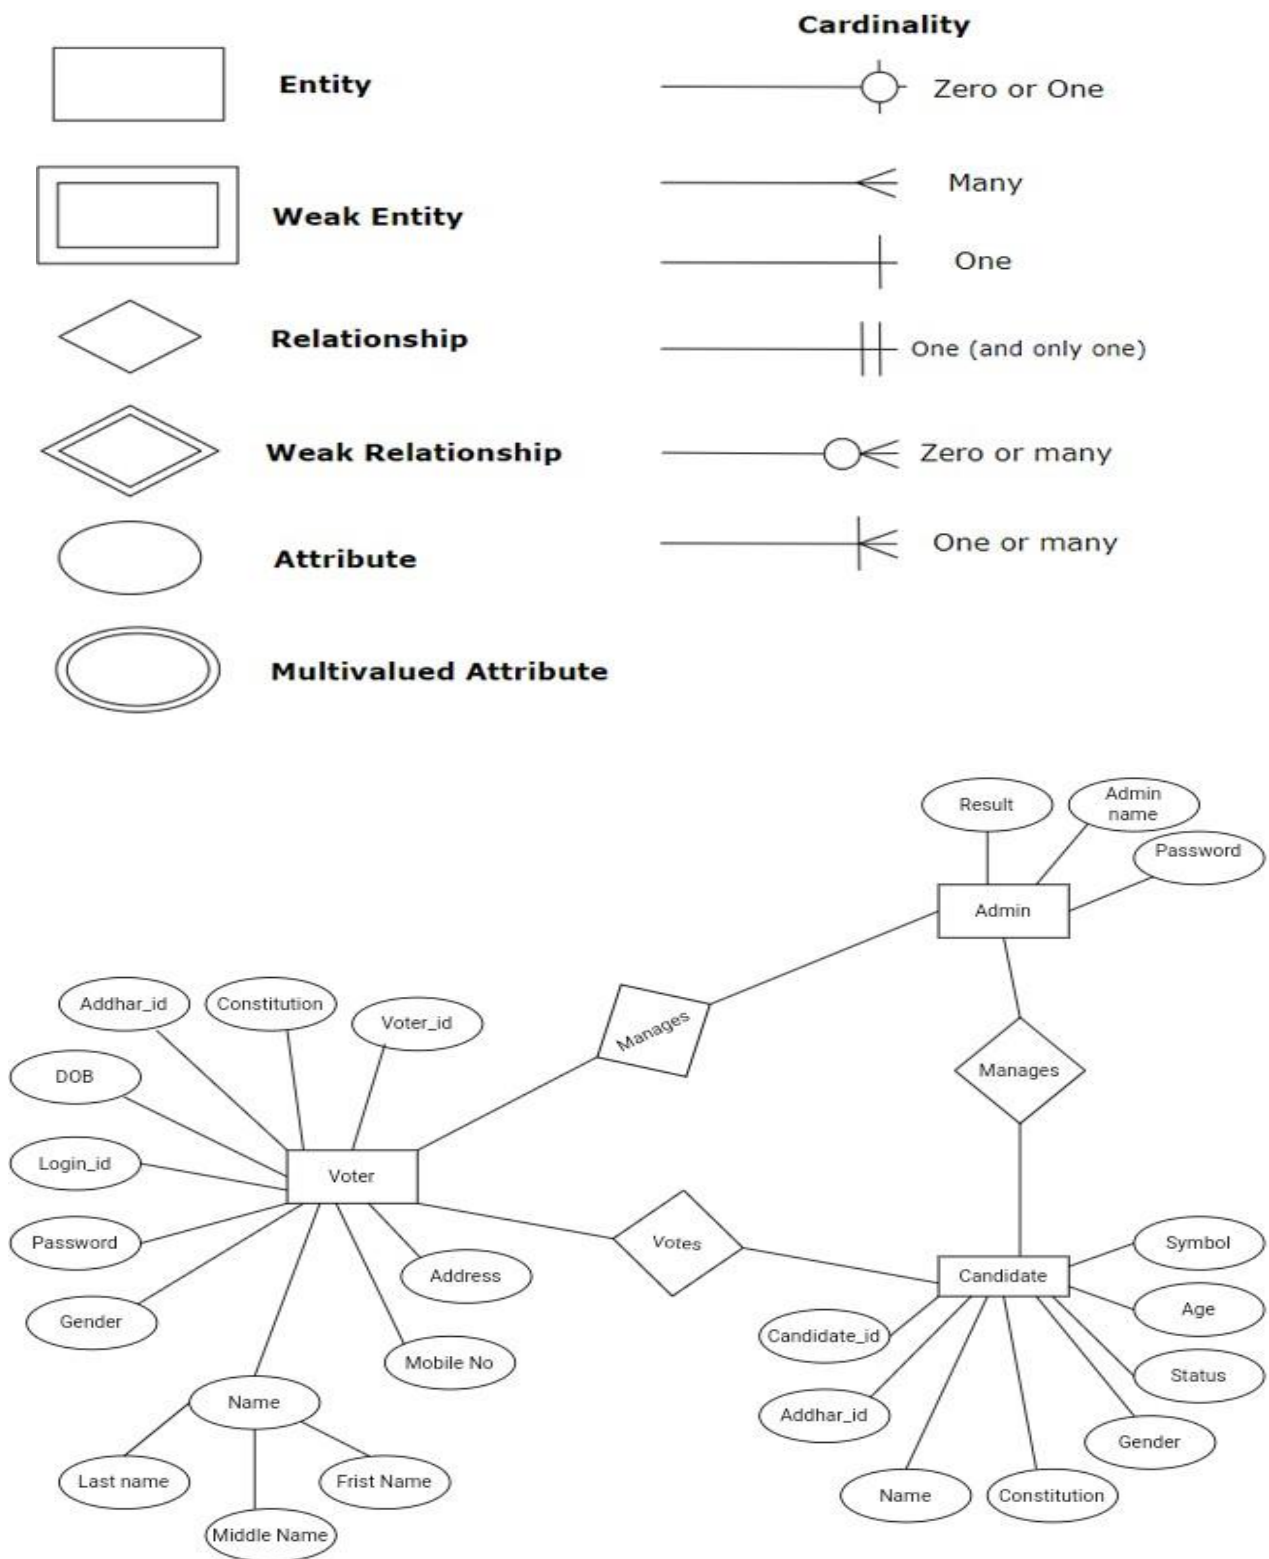 Cardinality
Entity
Zero or One
Many
Weak Entity
One
Relationship
One (and only one)
Weak Relationship
Zero or many
Attribute
One or many
Multivalued Attribute
Result
Admin
name
Password
Admin
Addhar_id
Constitution
Voter_id
Manages
DOB
Manages
Login_id
Voter
Password
Votes
Symbol
Address
Candidate
Gender
Age
Candidate_id
Mobile No
Status
Name
Addhar_id
Gender
Last name
Frist Name
Name
Constitution
Middle Name